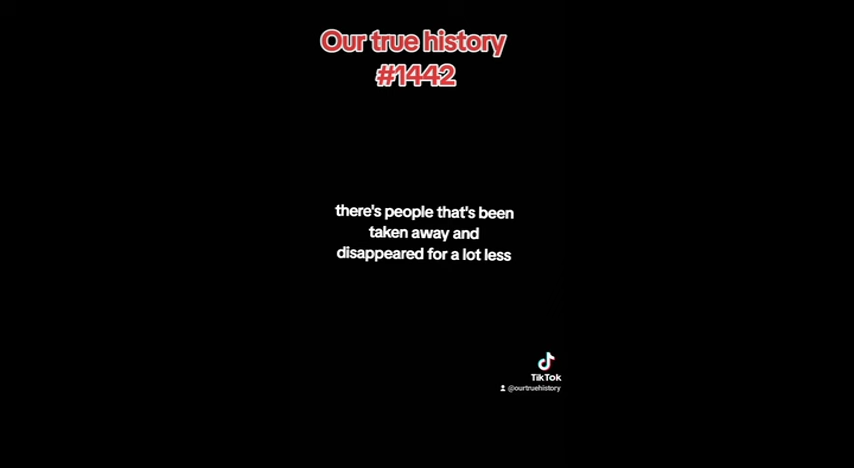 Our true history
#1442
there's people that's been
taken away and
disappeared for a lot less
TikTok
@ourtruehistory